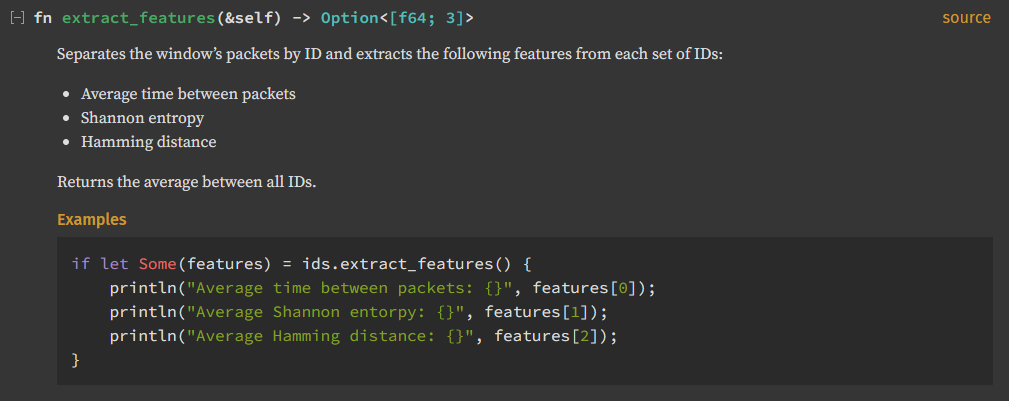 [-] fn extract_features(&self) -> Option<[f64; 3]> source
Separates the window’s packets by ID and extracts the following features from each set of IDs:
• Average time between packets
• Shannon entropy
• Hamming distance
Returns the average between all IDs.
Examples
if let Some(features) = ids.extract_features() {
    println("Average time between packets: {}", features[0]);
    println("Average Shannon entorpy: {}", features[1]);
    println("Average Hamming distance: {}", features[2]);
}